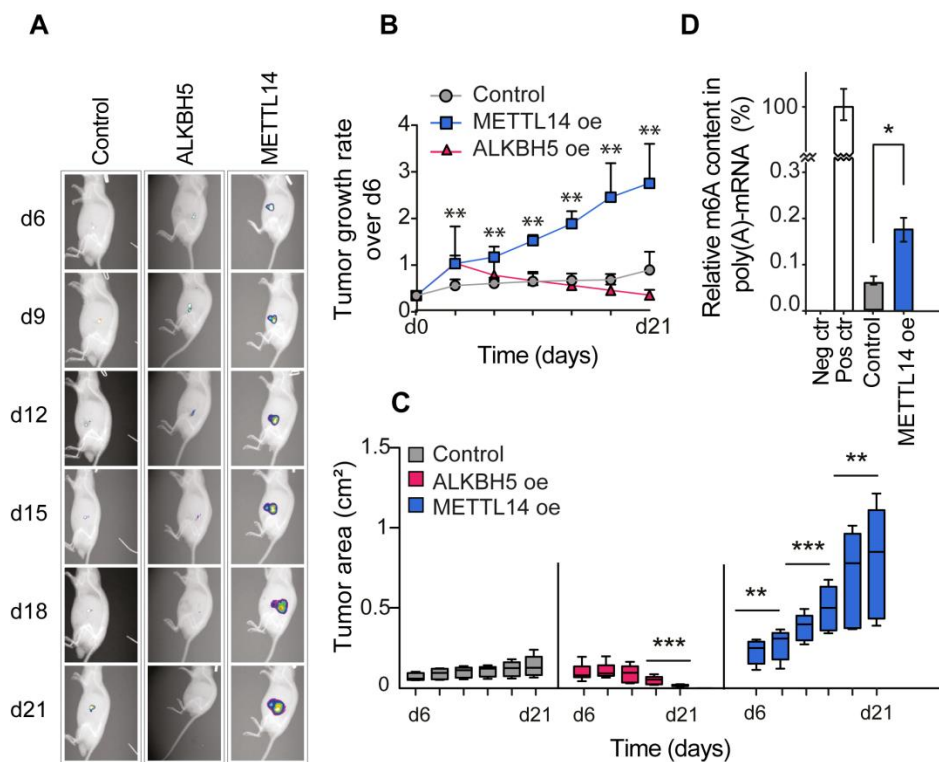 A
Control
ALKBH5
METTL14
d6
d9
d12
d15
d18
d21
B
Control
METTL14 oe
ALKBH5 oe
Tumor growth rate
over d6
4
3
2
1
0
**
**
**
**
**
**
d0
d21
Time (days)
D
Relative m6A content in
poly(A)-mRNA (%)
100
0.3
0.2
0.1
0.0
*
Neg ctr
Pos ctr
Control
METTL14 oe
C
Control
ALKBH5 oe
METTL14 oe
Tumor area (cm²)
1.5
1
0.5
0
***
**
***
**
d6
d21
d6
d21
d6
d21
Time (days)